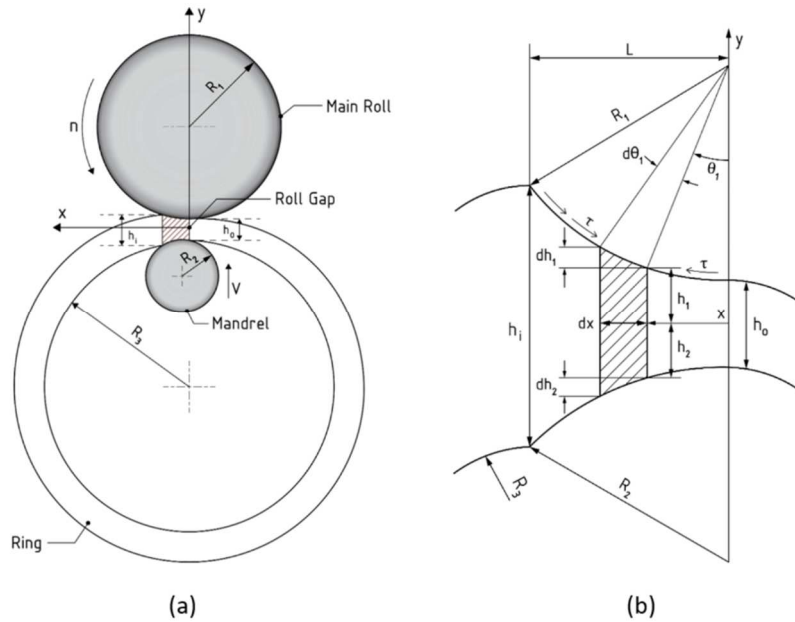 y
R₁
Main Roll
n
Roll Gap
x
hᵢ
hₒ
R₂
V
Mandrel
R₃
Ring
(a)
L
y
R₁
dθ₁
θ₁
τ
τ
dh₁
h₁
hᵢ
dx
x
hₒ
h₂
dh₂
R₃
R₂
(b)